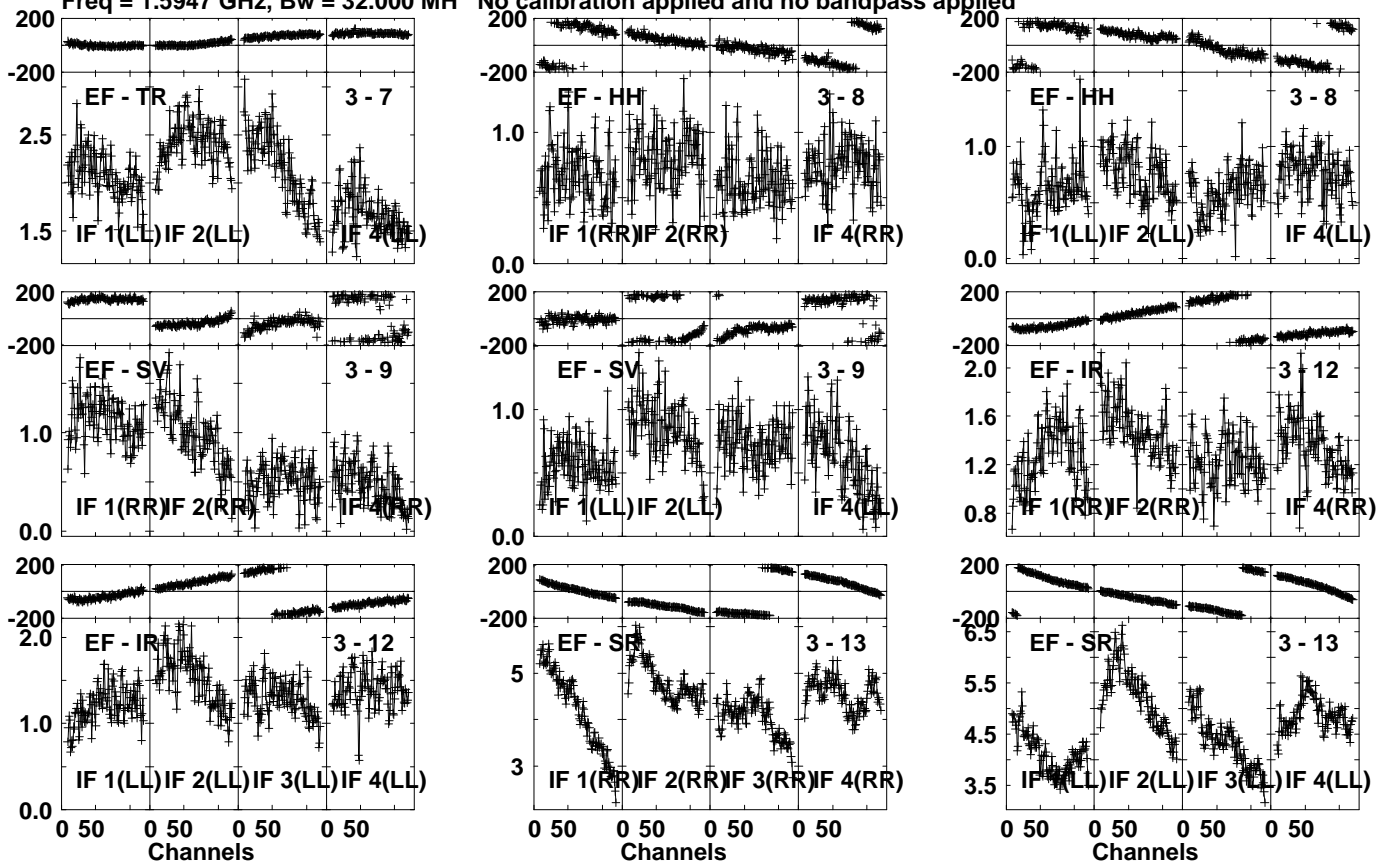 Freq = 1.5947 GHz, Bw = 32.000 MH No calibration applied and no bandpass applied
200
-200
EF - TR 3 - 7
2.5
1.5
IF 1(LL) IF 2(LL) IF 4(LL)
EF - HH 3 - 8
1.0
0.0
IF 1(RR) IF 2(RR) IF 4(RR)
200
-200
EF - HH 3 - 8
1.0
0.0
IF 1(LL) IF 2(LL) IF 4(LL)
200
-200
EF - SV 3 - 9
1.0
0.0
IF 1(RR) IF 2(RR) IF 4(RR)
200
-200
EF - SV 3 - 9
1.0
0.0
IF 1(LL) IF 2(LL) IF 4(LL)
200
-200
EF - IR 3 - 12
2.0
1.6
1.2
0.8
IF 1(RR) IF 2(RR) IF 4(RR)
200
-200
EF - IR 3 - 12
2.0
1.0
0.0
IF 1(LL) IF 2(LL) IF 3(LL) IF 4(LL)
0 50 0 50 0 50 0 50
Channels
200
-200
EF - SR 3 - 13
5
3
IF 1(RR) IF 2(RR) IF 3(RR) IF 4(RR)
0 50 0 50 0 50 0 50
Channels
200
-200
EF - SR 3 - 13
6.5
5.5
4.5
3.5
IF 1(LL) IF 2(LL) IF 3(LL) IF 4(LL)
0 50 0 50 0 50 0 50
Channels